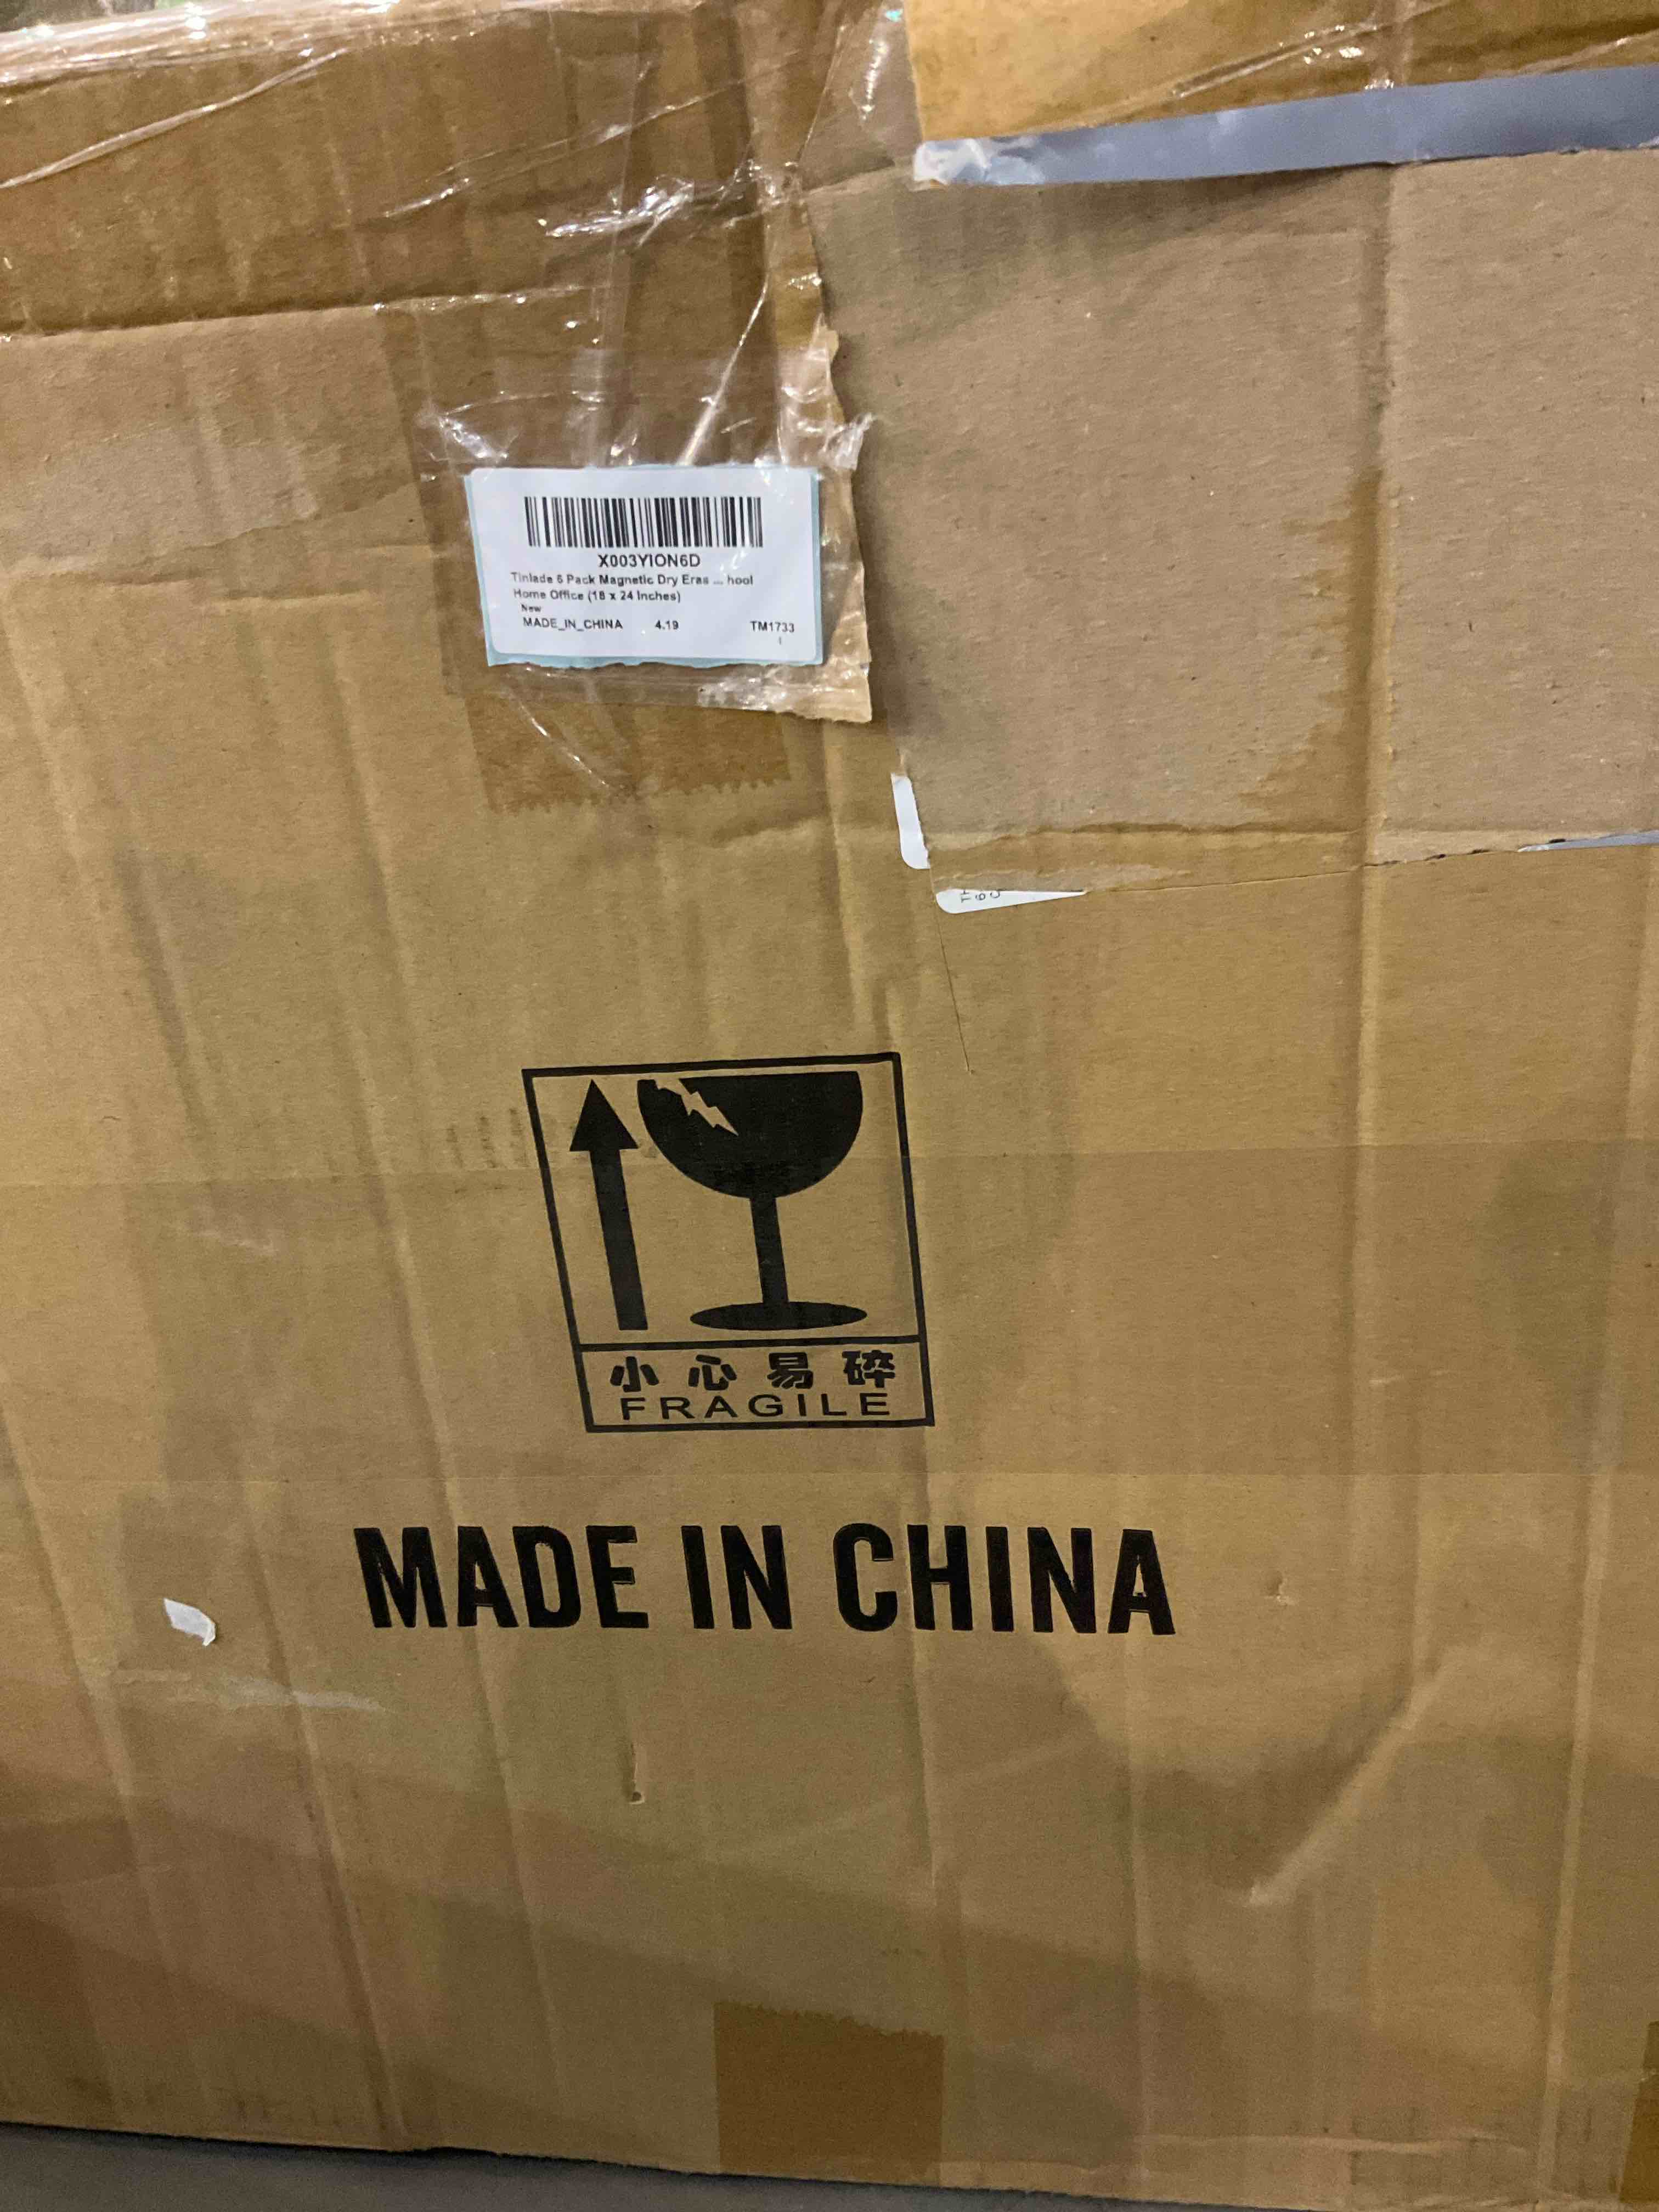 X003YION6D
Tinlade 6 Pack Magnetic Dry Eras ... hool
Home Office (18 x 24 Inches)
New
MADE_IN_CHINA 4.19 TM1733
小心易碎
FRAGILE
MADE IN CHINA